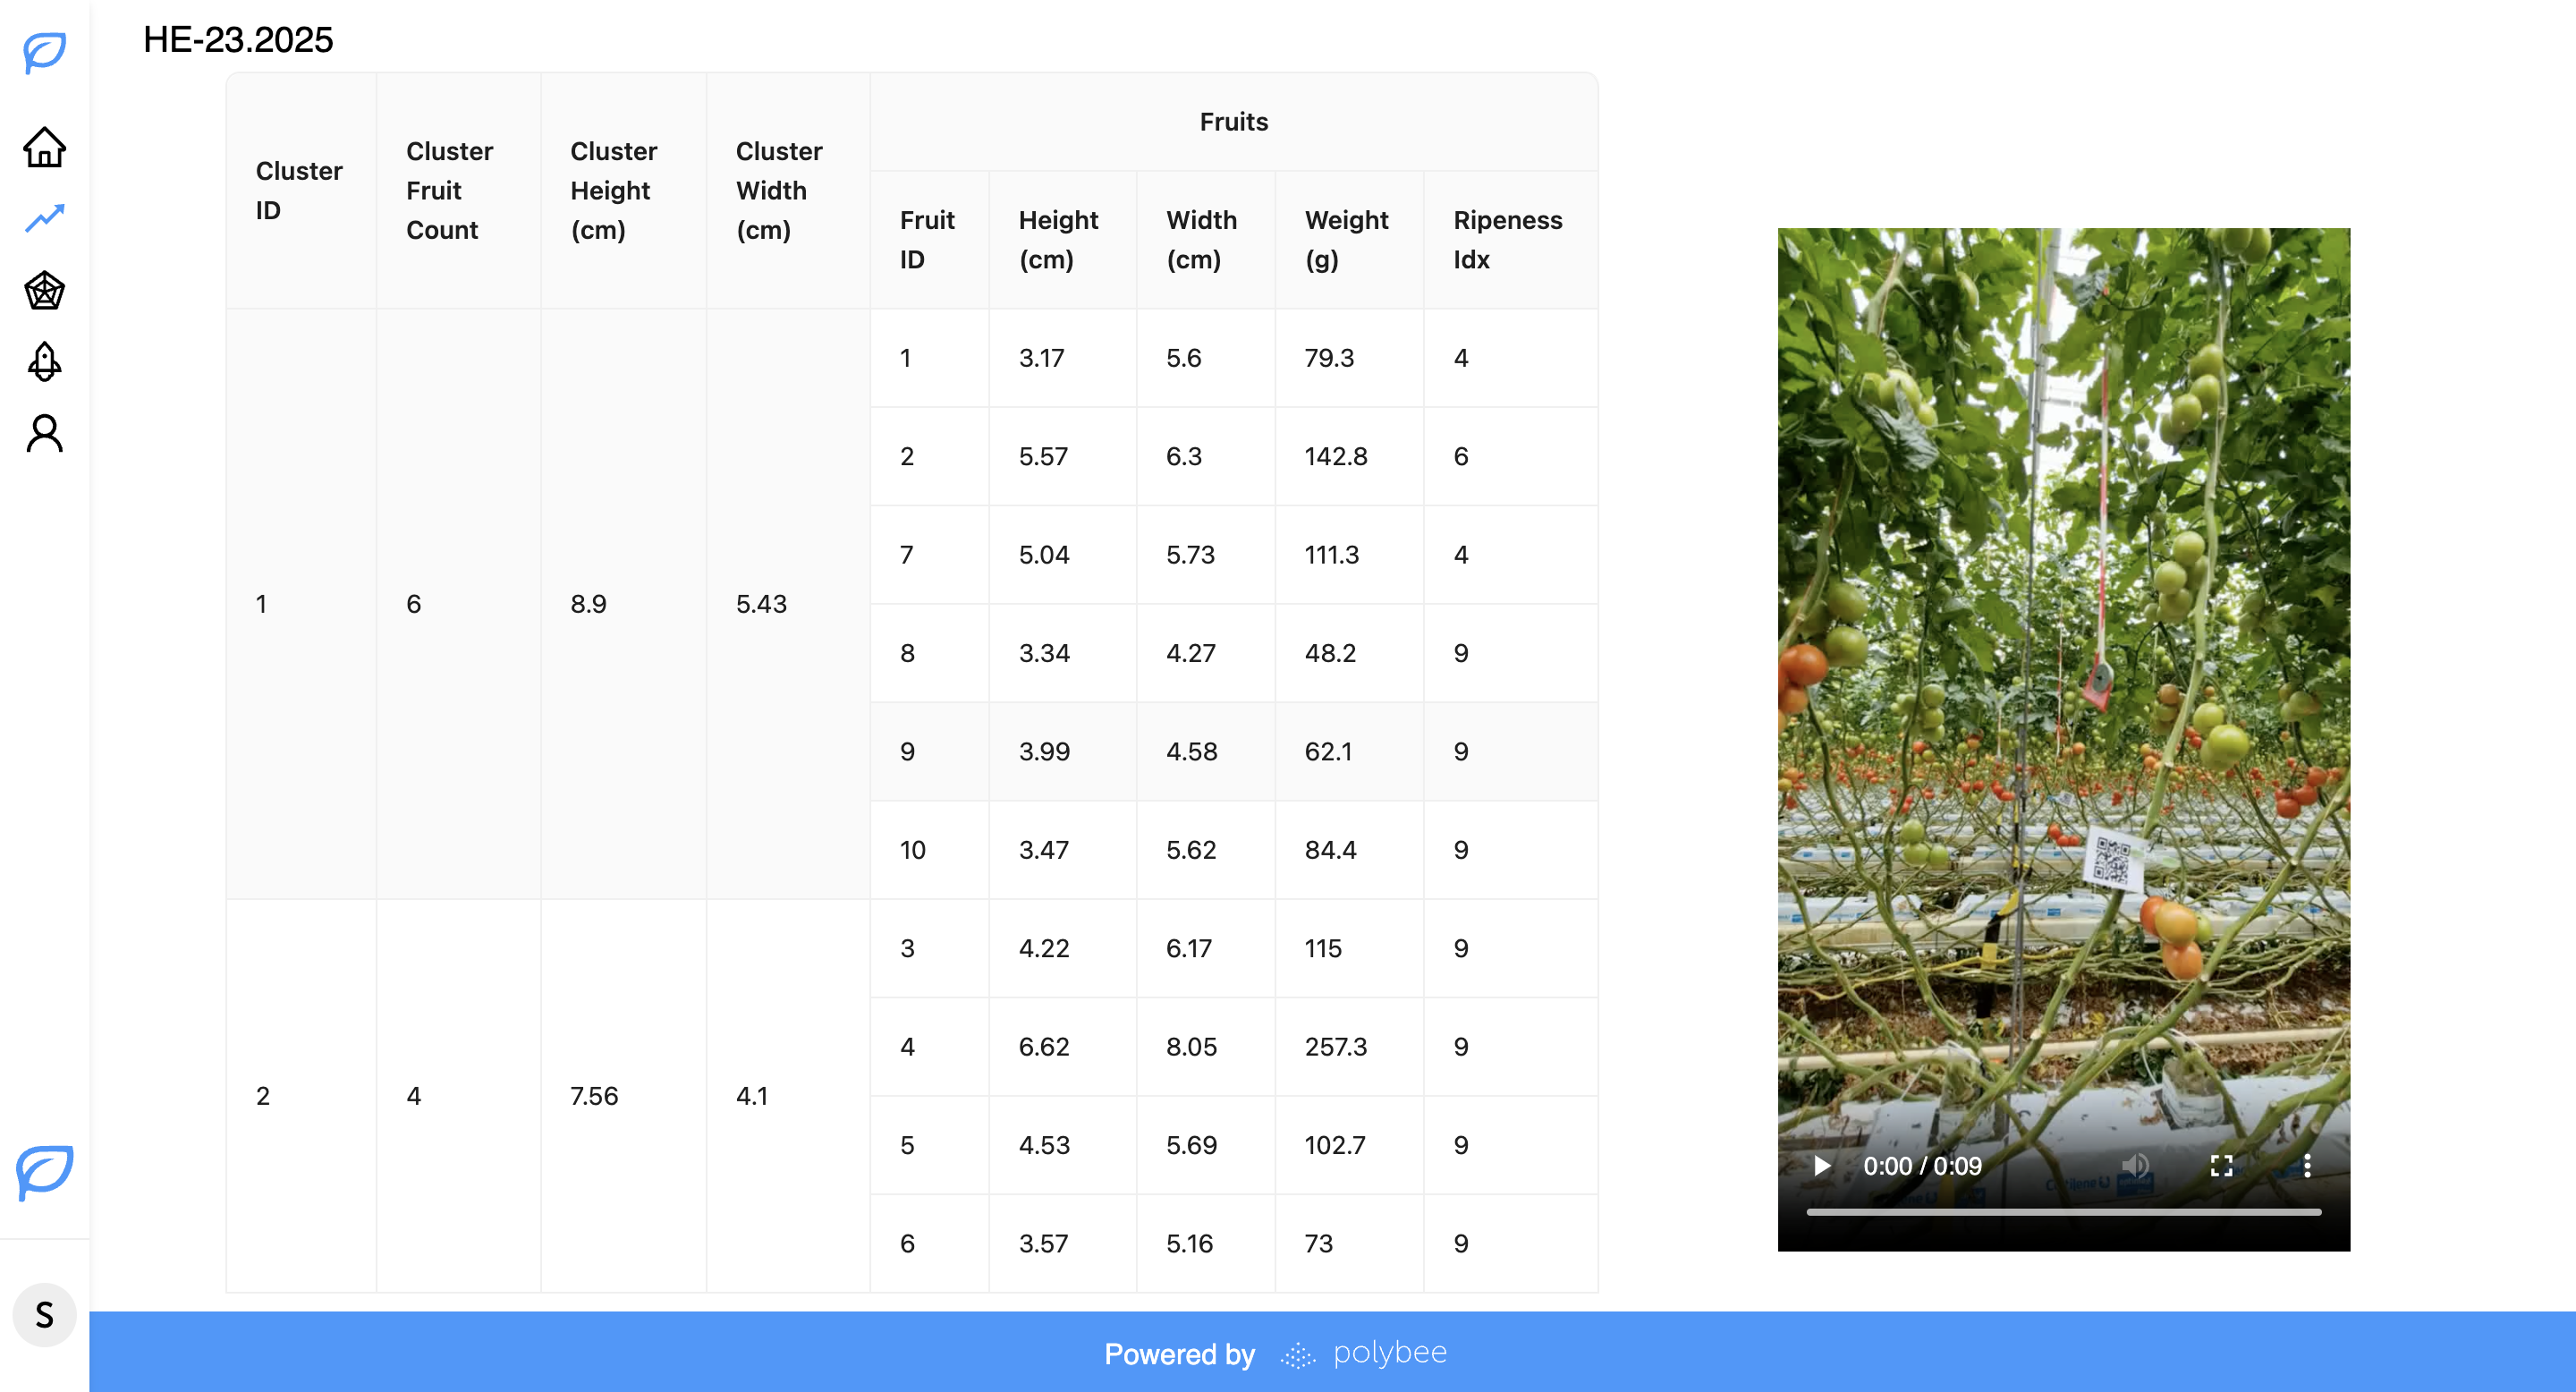 HE-23.2025
Fruits
Cluster ID Cluster Fruit Count Cluster Height (cm) Cluster Width (cm) Fruit ID Height (cm) Width (cm) Weight (g) Ripeness Idx
1 6 8.9 5.43
1 3.17 5.6 79.3 4
2 5.57 6.3 142.8 6
7 5.04 5.73 111.3 4
8 3.34 4.27 48.2 9
9 3.99 4.58 62.1 9
10 3.47 5.62 84.4 9
2 4 7.56 4.1
3 4.22 6.17 115 9
4 6.62 8.05 257.3 9
5 4.53 5.69 102.7 9
6 3.57 5.16 73 9
0:00 / 0:09
S
Powered by polybee